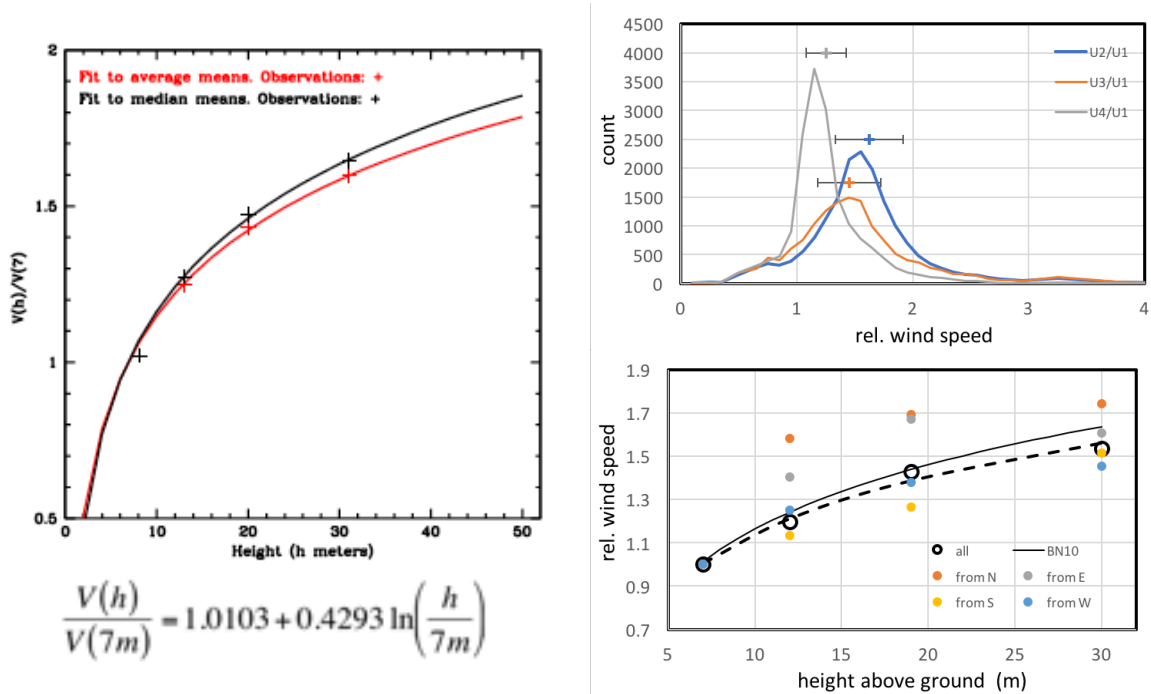 2
1.5
1
0.5
V(h)/V(7)
Fit to average means. Observations: +
Fit to median means. Observations: +
0 10 20 30 40 50
Height (h meters)
V(h)/V(7m) = 1.0103 + 0.4293 ln(h/7m)
4500
4000
3500
3000
2500
2000
1500
1000
500
0
count
U2/U1
U3/U1
U4/U1
0 1 2 3 4
rel. wind speed
1.9
1.7
1.5
1.3
1.1
0.9
0.7
rel. wind speed
all BN10
from N from E
from S from W
5 10 15 20 25 30
height above ground (m)